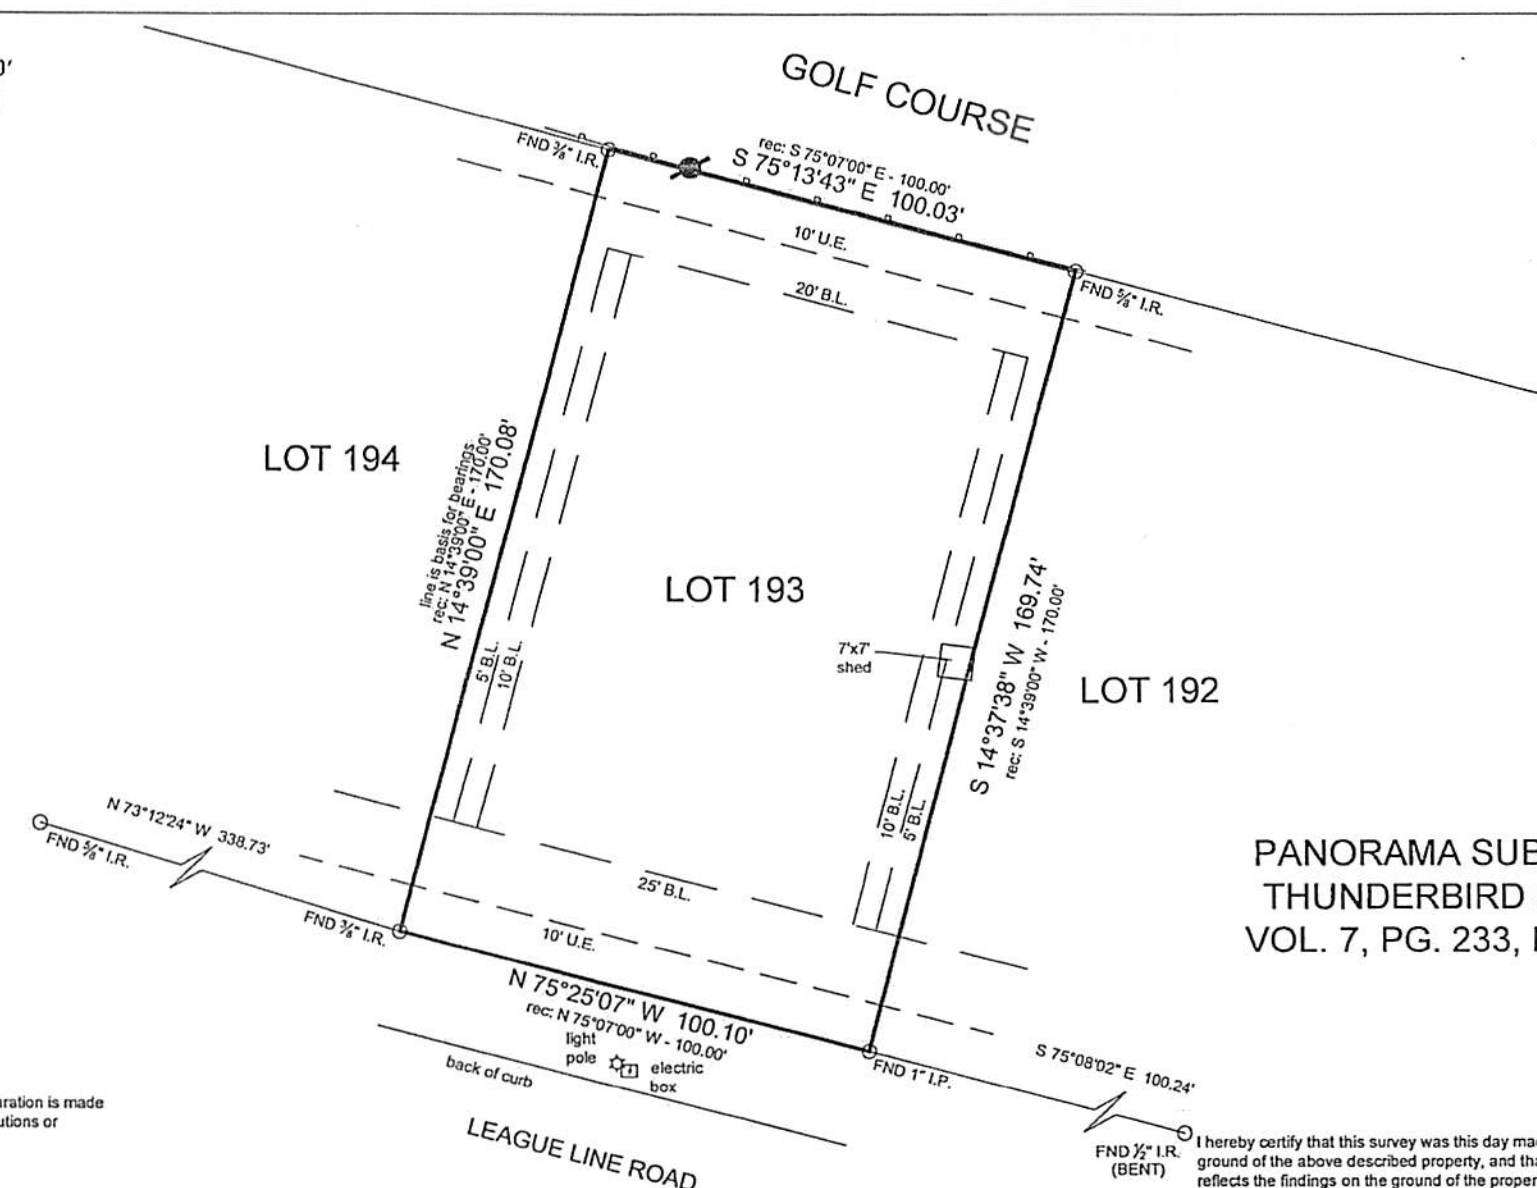 0'
GOLF COURSE
FND ⅜" I.R.
rec: S 75°07'00" E - 100.00'
S 75°13'43" E 100.03'
10' U.E.
20' B.L.
FND ⅝" I.R.
LOT 194
line is basis for bearings
rec: N 14°39'00" E - 170.00'
N 14°39'00" E 170.08'
LOT 193
7'x7'
shed
S 14°37'38" W 169.74'
rec: S 14°39'00" W - 170.00'
LOT 192
5' B.L.
10' B.L.
10' B.L.
5' B.L.
N 73°12'24" W 338.73'
FND ⅝" I.R.
25' B.L.
FND ⅜" I.R.
10' U.E.
PANORAMA SUB
THUNDERBIRD
VOL. 7, PG. 233,
N 75°25'07" W 100.10'
rec: N 75°07'00" W - 100.00'
light
pole
electric
box
back of curb
FND 1" I.P.
S 75°08'02" E 100.24'
LEAGUE LINE ROAD
FND ½" I.R.
(BENT)
aration is made
utions or
I hereby certify that this survey was this day ma
ground of the above described property, and tha
reflects the findings on the ground of the proper